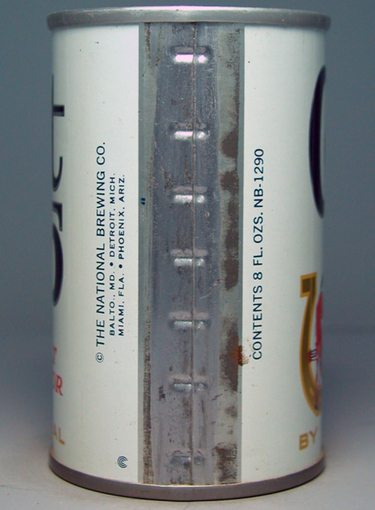 © THE NATIONAL BREWING CO.
BALTO., MD. • DETROIT, MICH.
MIAMI, FLA. • PHOENIX, ARIZ.
CONTENTS 8 FL. OZS. NB-1290
BY